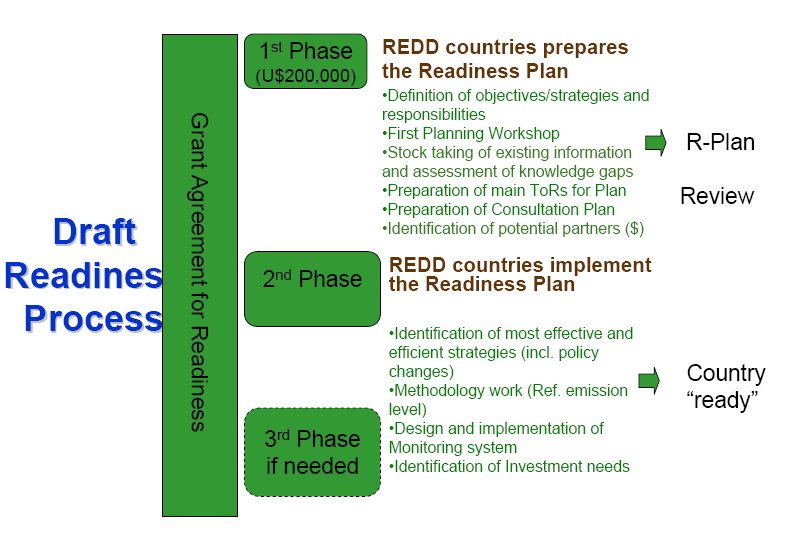 Draft
Readines
Process
Grant Agreement for Readiness
1st Phase
(U$200,000)
REDD countries prepares
the Readiness Plan
•Definition of objectives/strategies and
responsibilities
•First Planning Workshop
•Stock taking of existing information
and assessment of knowledge gaps
•Preparation of main ToRs for Plan
•Preparation of Consultation Plan
•Identification of potential partners ($)
R-Plan
Review
2nd Phase
REDD countries implement
the Readiness Plan
•Identification of most effective and
efficient strategies (incl. policy
changes)
•Methodology work (Ref. emission
level)
•Design and implementation of
Monitoring system
•Identification of Investment needs
Country
“ready”
3rd Phase
if needed